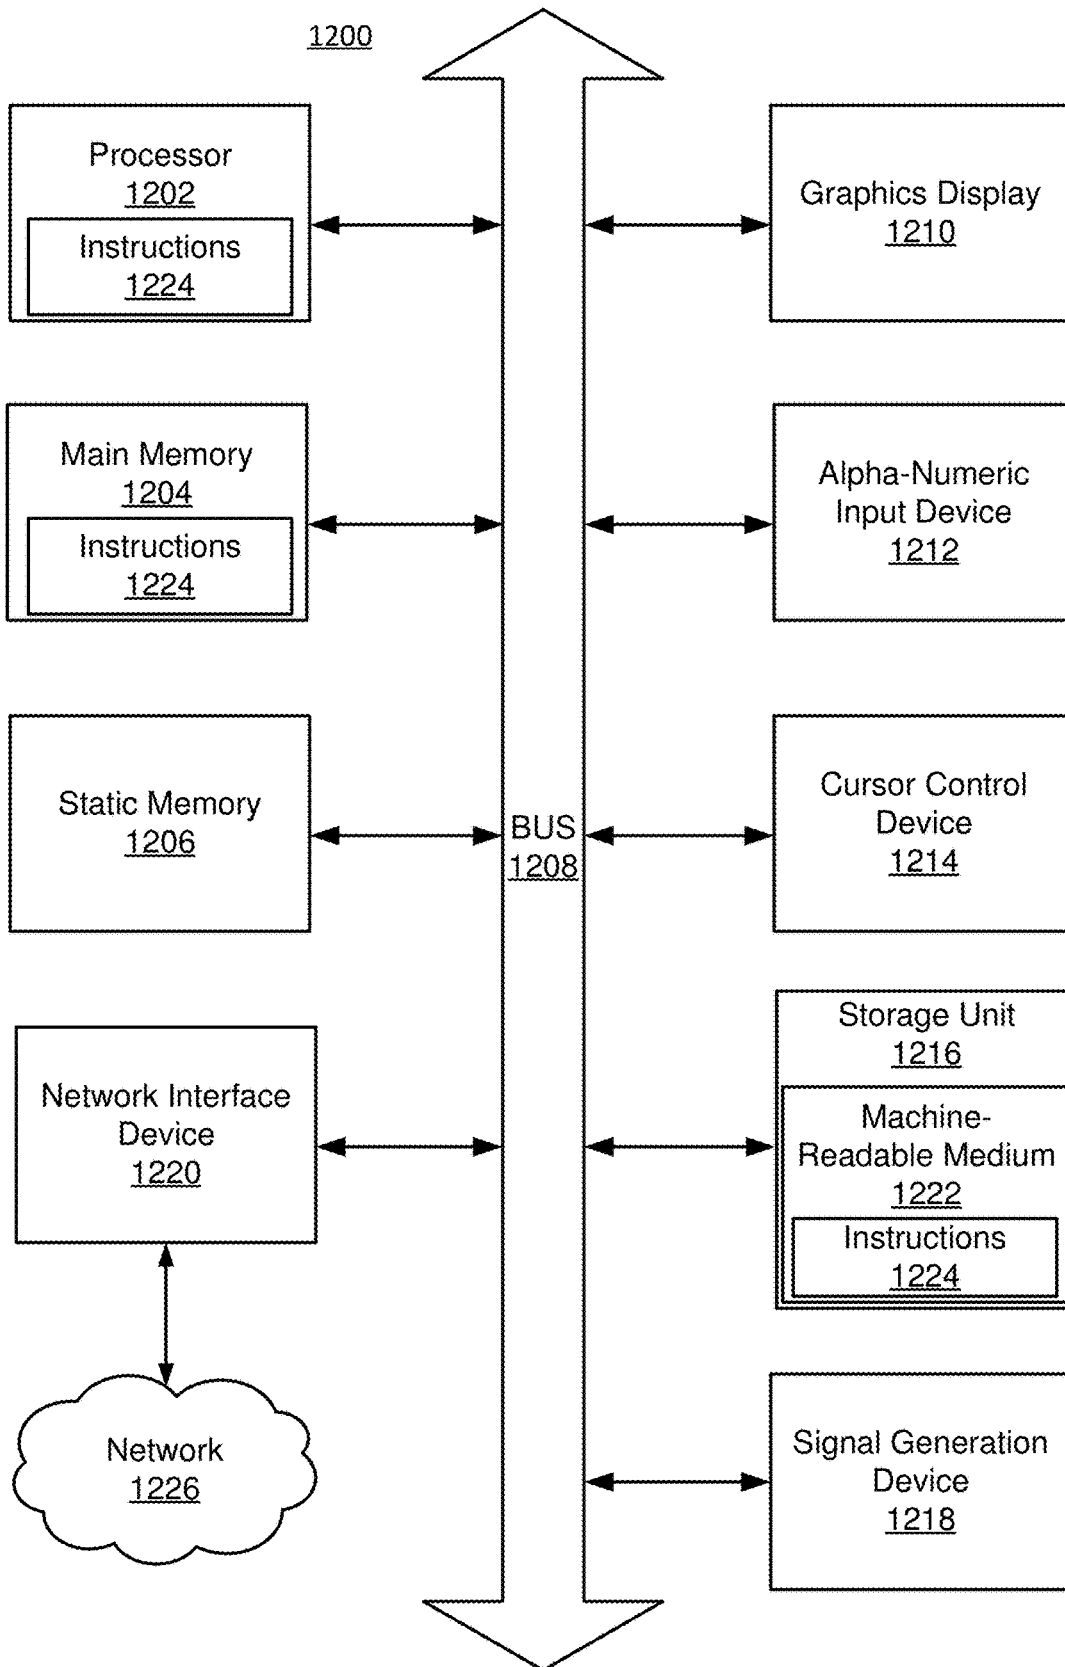 1200
Processor
1202
Instructions
1224
Main Memory
1204
Instructions
1224
Static Memory
1206
Network Interface
Device
1220
Network
1226
BUS
1208
Graphics Display
1210
Alpha-Numeric
Input Device
1212
Cursor Control
Device
1214
Storage Unit
1216
Machine-
Readable Medium
1222
Instructions
1224
Signal Generation
Device
1218